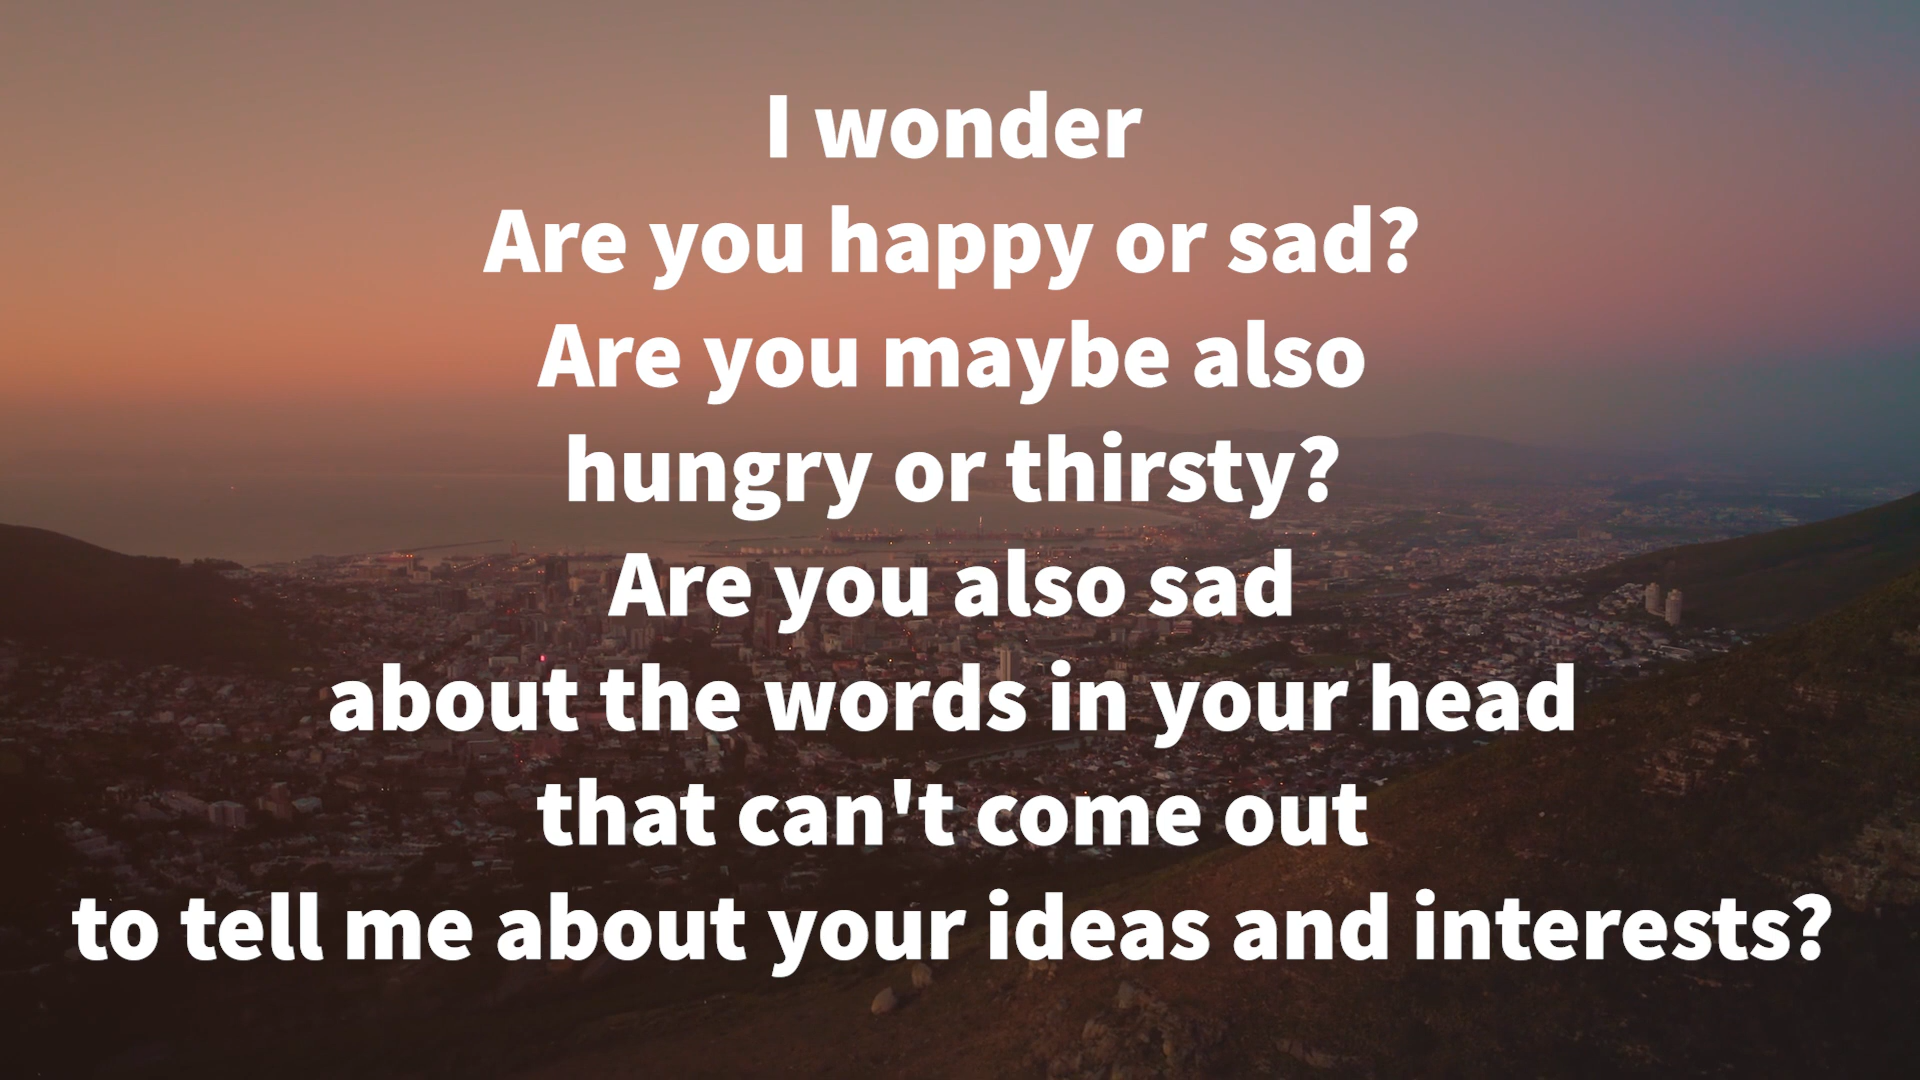 I wonder
Are you happy or sad?
Are you maybe also
hungry or thirsty?
Are you also sad
about the words in your head
that can't come out
to tell me about your ideas and interests?